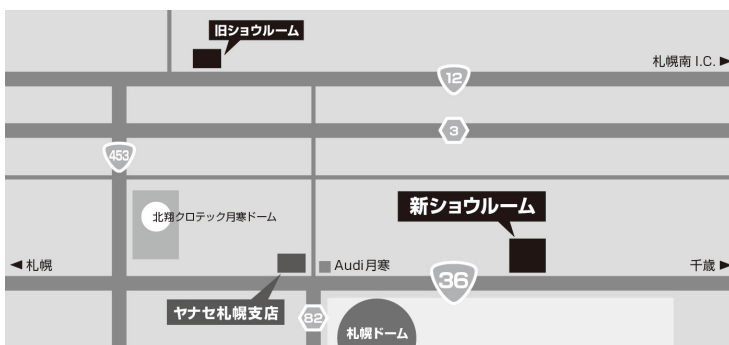 旧ショウルーム
札幌南 I.C. ►
12
3
453
新ショウルーム
北翔クロテック月寒ドーム
◄ 札幌
Audi月寒
千歳 ►
36
ヤナセ札幌支店
82
札幌ドーム